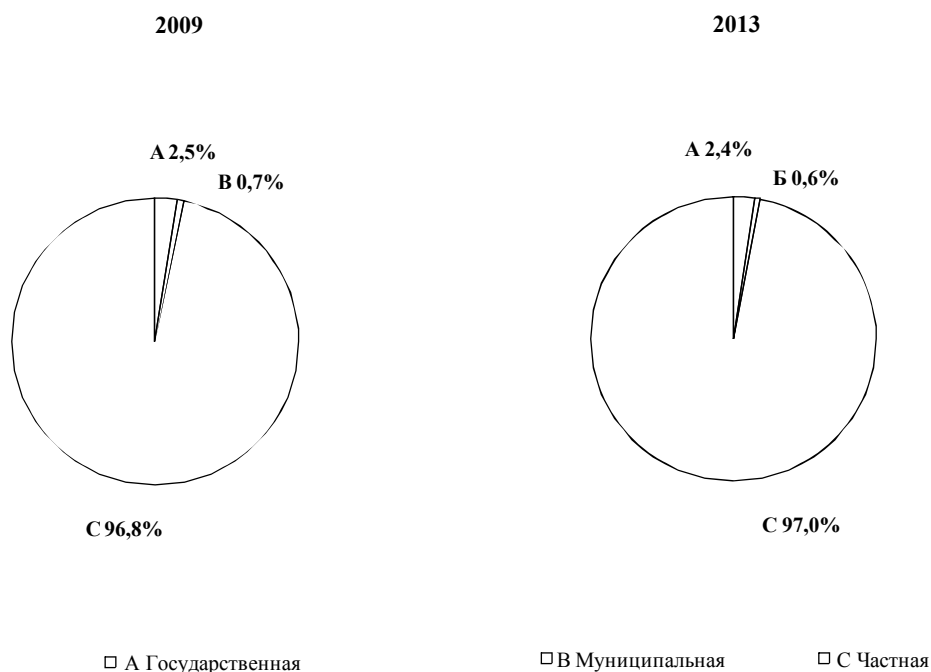 2009
2013
А 2,5%
В 0,7%
А 2,4%
Б 0,6%
С 96,8%
С 97,0%
А Государственная
В Муниципальная
С Частная